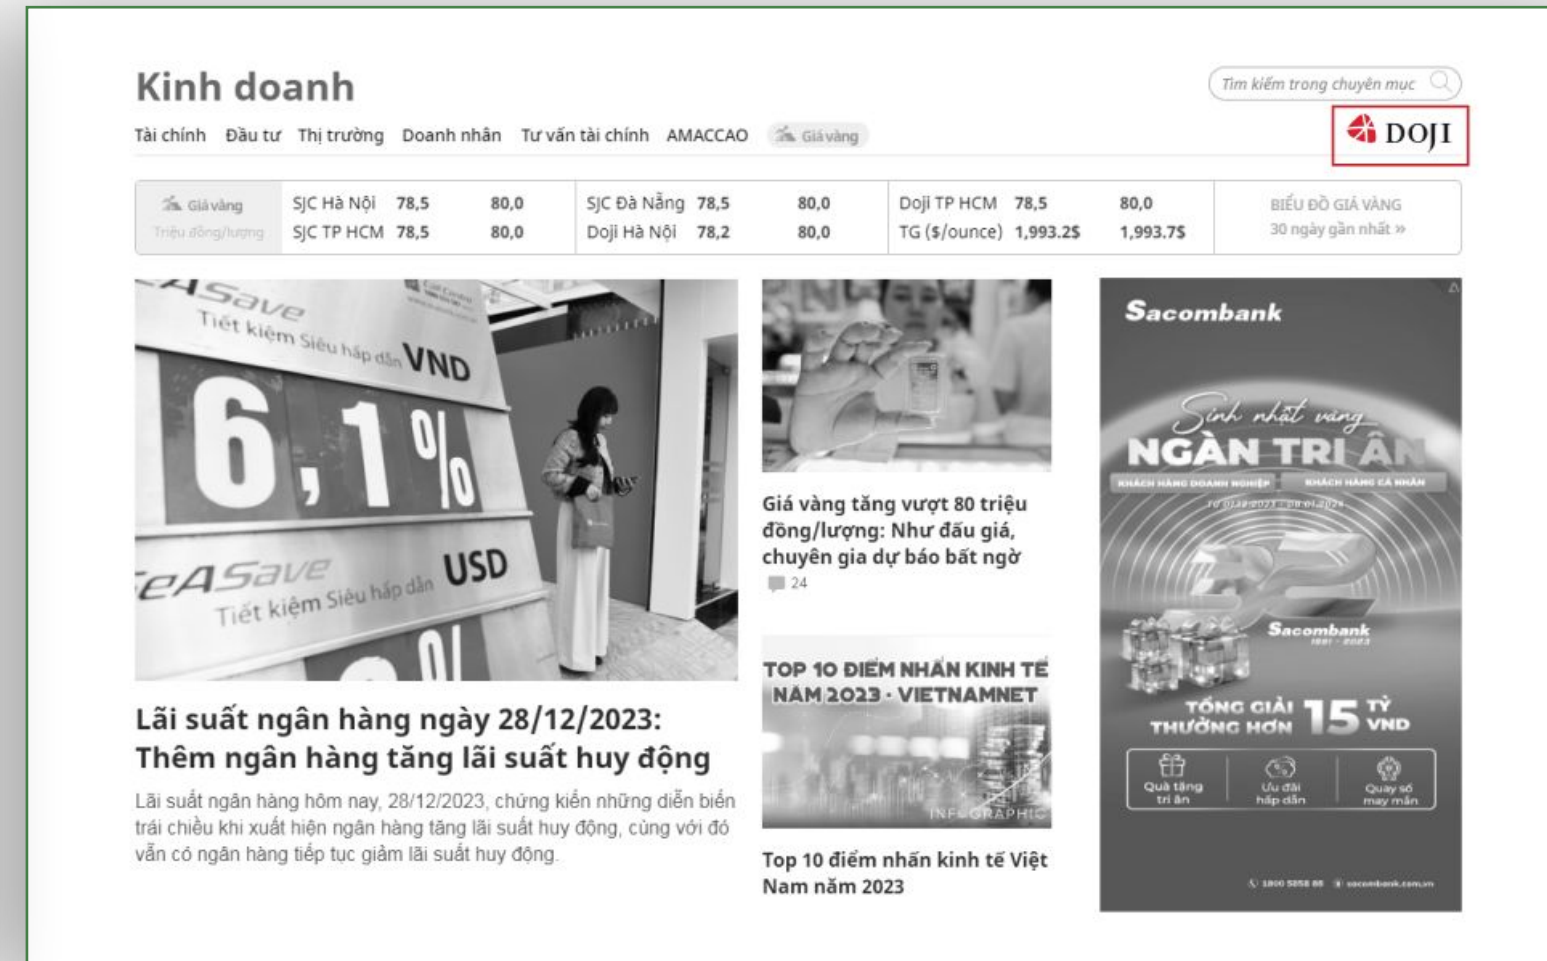 Kinh doanh
Tìm kiếm trong chuyên mục
Tài chính Đầu tư Thị trường Doanh nhân Tư vấn tài chính AMACCAO Giá vàng
DOJI
Giá vàng
Triệu đồng/lượng
SJC Hà Nội 78,5 80,0
SJC TP HCM 78,5 80,0
SJC Đà Nẵng 78,5 80,0
Doji Hà Nội 78,2 80,0
Doji TP HCM 78,5 80,0
TG ($/ounce) 1,993.2$ 1,993.7$
BIỂU ĐỒ GIÁ VÀNG
30 ngày gần nhất »
ASave
Tiết kiệm Siêu hấp dẫn VND
6,1%
eASave
Tiết kiệm Siêu hấp dẫn USD
%
Lãi suất ngân hàng ngày 28/12/2023:
Thêm ngân hàng tăng lãi suất huy động
Lãi suất ngân hàng hôm nay, 28/12/2023, chứng kiến những diễn biến
trái chiều khi xuất hiện ngân hàng tăng lãi suất huy động, cùng với đó
vẫn có ngân hàng tiếp tục giảm lãi suất huy động.
Giá vàng tăng vượt 80 triệu
đồng/lượng: Như đấu giá,
chuyên gia dự báo bất ngờ
24
TOP 10 ĐIỂM NHẤN KINH TẾ
NĂM 2023 - VIETNAMNET
INFOGRAPHIC
Top 10 điểm nhấn kinh tế Việt
Nam năm 2023
Sacombank
Sinh nhật vàng
NGÀN TRI ÂN
KHÁCH HÀNG DOANH NGHIỆP KHÁCH HÀNG CÁ NHÂN
Sacombank
1991 - 2023
TỔNG GIẢI
THƯỞNG HƠN 15 TỶ
VND
Quà tặng
tri ân
Ưu đãi
hấp dẫn
Quay số
may mắn
1800 5858 88 sacombank.com.vn